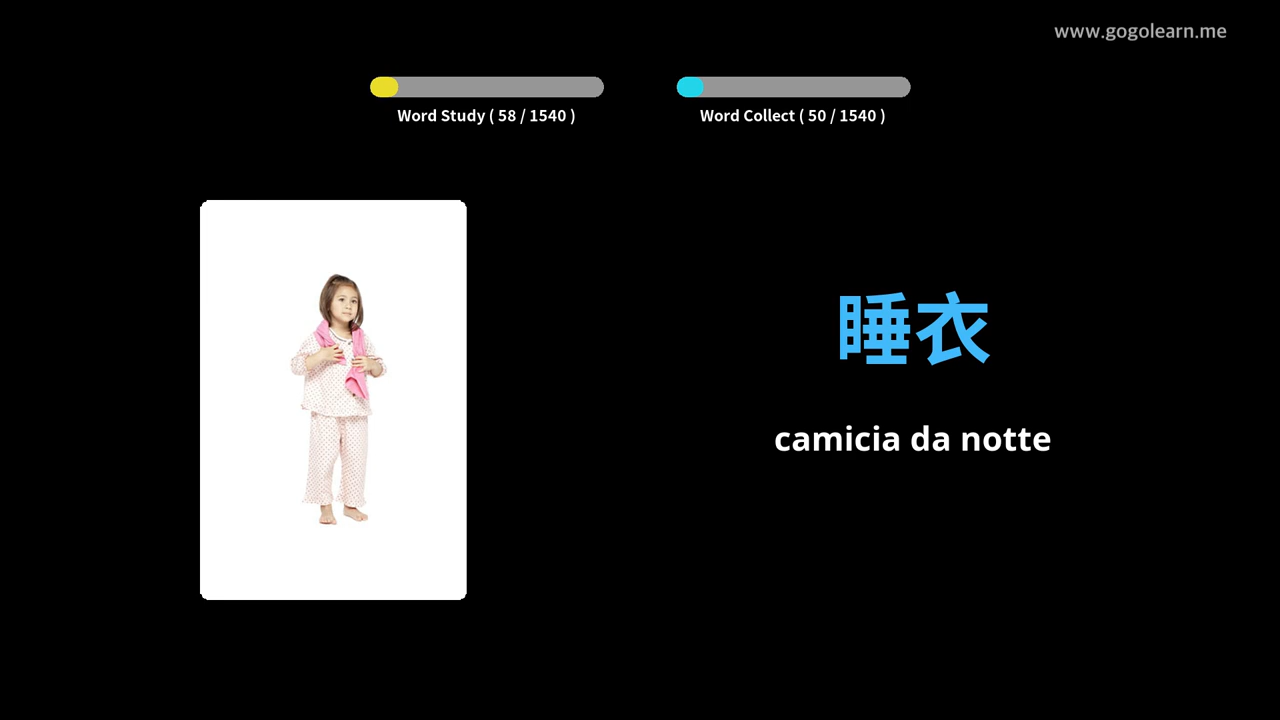 www.gogolearn.me
Word Study ( 58 / 1540 )
Word Collect ( 50 / 1540 )
睡衣
camicia da notte